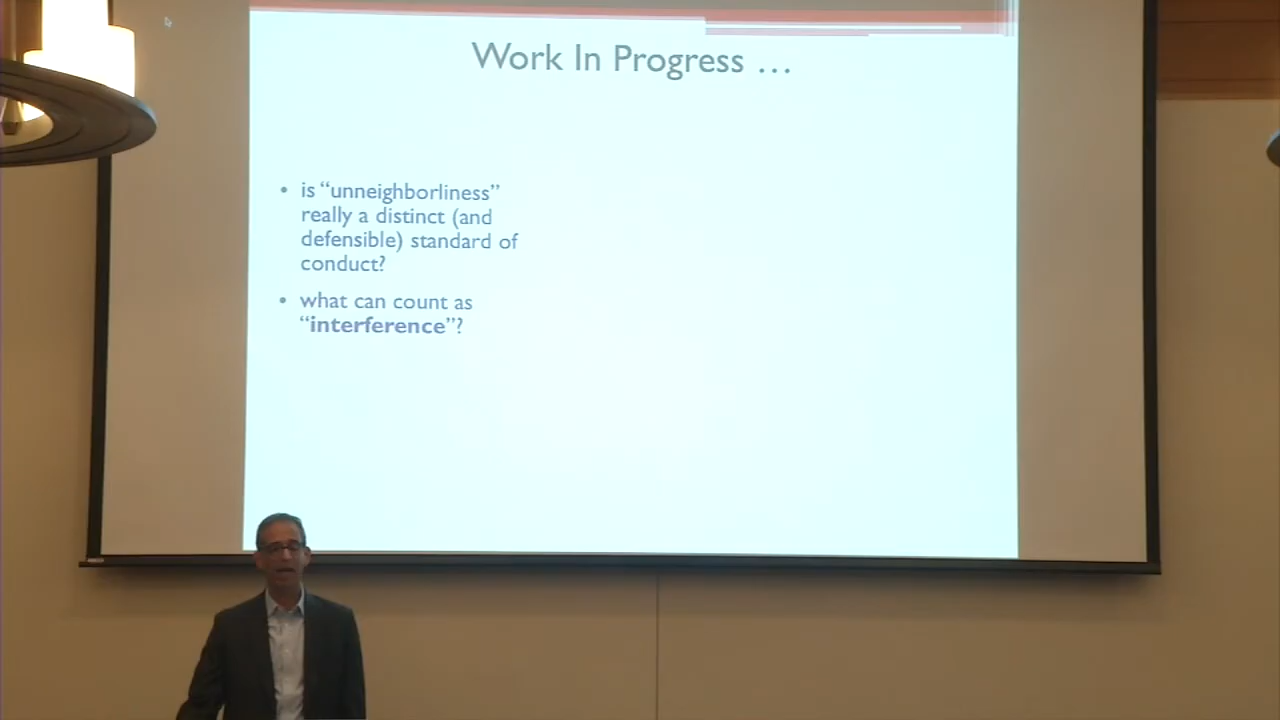 Work In Progress …
• is “unneighborliness”
really a distinct (and
defensible) standard of
conduct?
• what can count as
“interference”?